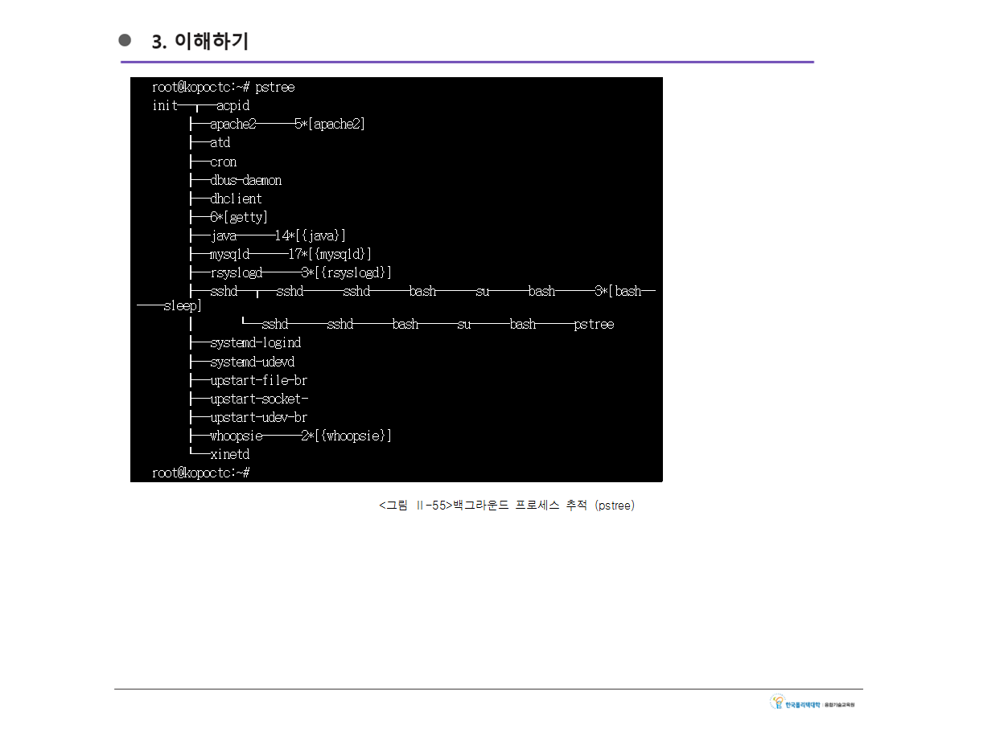 ● 3. 이해하기
root@kopoctc:~# pstree
init─┬─acpid
├─apache2───5*[apache2]
├─atd
├─cron
├─dbus-daemon
├─dhclient
├─6*[getty]
├─java───14*[{java}]
├─mysqld───17*[{mysqld}]
├─rsyslogd───3*[{rsyslogd}]
├─sshd─┬─sshd───sshd───bash───su───bash───3*[bash─
──sleep]
│ └─sshd───sshd───bash───su───bash───pstree
├─systemd-logind
├─systemd-udevd
├─upstart-file-br
├─upstart-socket-
├─upstart-udev-br
├─whoopsie───2*[{whoopsie}]
└─xinetd
root@kopoctc:~#
<그림 Ⅱ-55>백그라운드 프로세스 추적 (pstree)
한국폴리텍대학 | 융합기술교육원